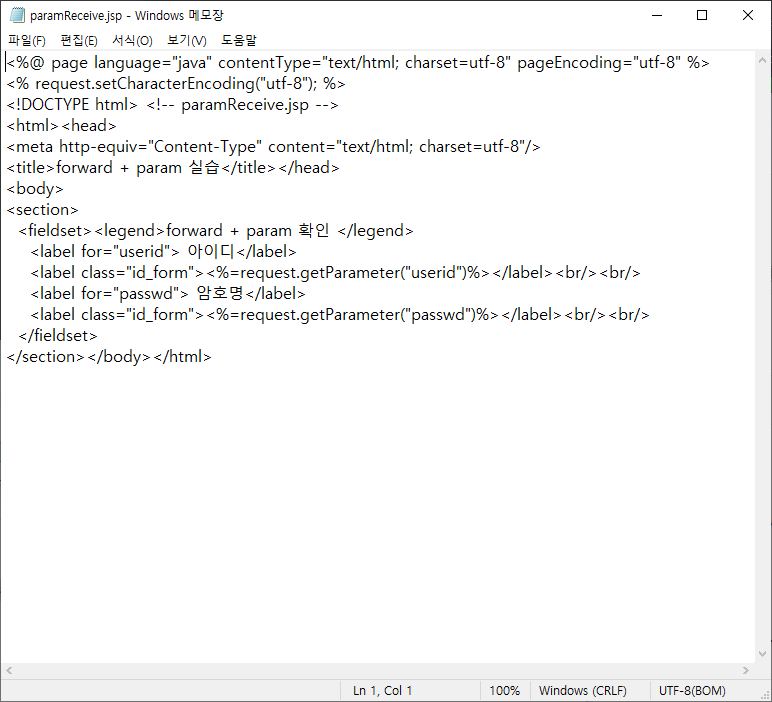 paramReceive.jsp - Windows 메모장
파일(F) 편집(E) 서식(O) 보기(V) 도움말
<%@ page language="java" contentType="text/html; charset=utf-8" pageEncoding="utf-8" %>
<% request.setCharacterEncoding("utf-8"); %>
<!DOCTYPE html> <!-- paramReceive.jsp -->
<html><head>
<meta http-equiv="Content-Type" content="text/html; charset=utf-8"/>
<title>forward + param 실습</title></head>
<body>
<section>
  <fieldset><legend>forward + param 확인 </legend>
    <label for="userid"> 아이디</label>
    <label class="id_form"><%=request.getParameter("userid")%></label><br/><br/>
    <label for="passwd"> 암호명</label>
    <label class="id_form"><%=request.getParameter("passwd")%></label><br/><br/>
  </fieldset>
</section></body></html>
Ln 1, Col 1 100% Windows (CRLF) UTF-8(BOM)